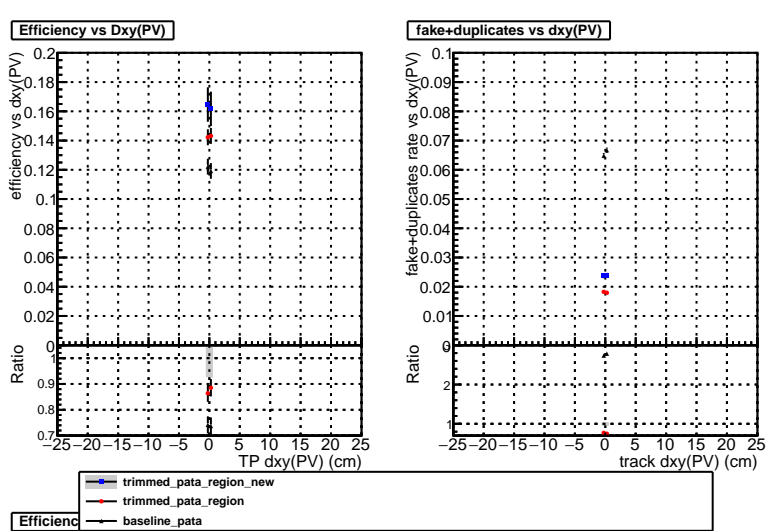 Efficiency vs Dxy(PV)
efficiency vs dxy(PV)
0.2
0.18
0.16
0.14
0.12
0.1
0.08
0.06
0.04
0.02
0
Ratio
1
0.9
0.8
0.7
−25 −20 −15 −10 −5 0 5 10 15 20 25
TP dxy(PV) (cm)
fake+duplicates vs dxy(PV)
fake+duplicates rate vs dxy(PV)
0.1
0.09
0.08
0.07
0.06
0.05
0.04
0.03
0.02
0.01
0
Ratio
2
1
−25 −20 −15 −10 −5 0 5 10 15 20 25
track dxy(PV) (cm)
trimmed_pata_region_new
trimmed_pata_region
baseline_pata
Efficienc